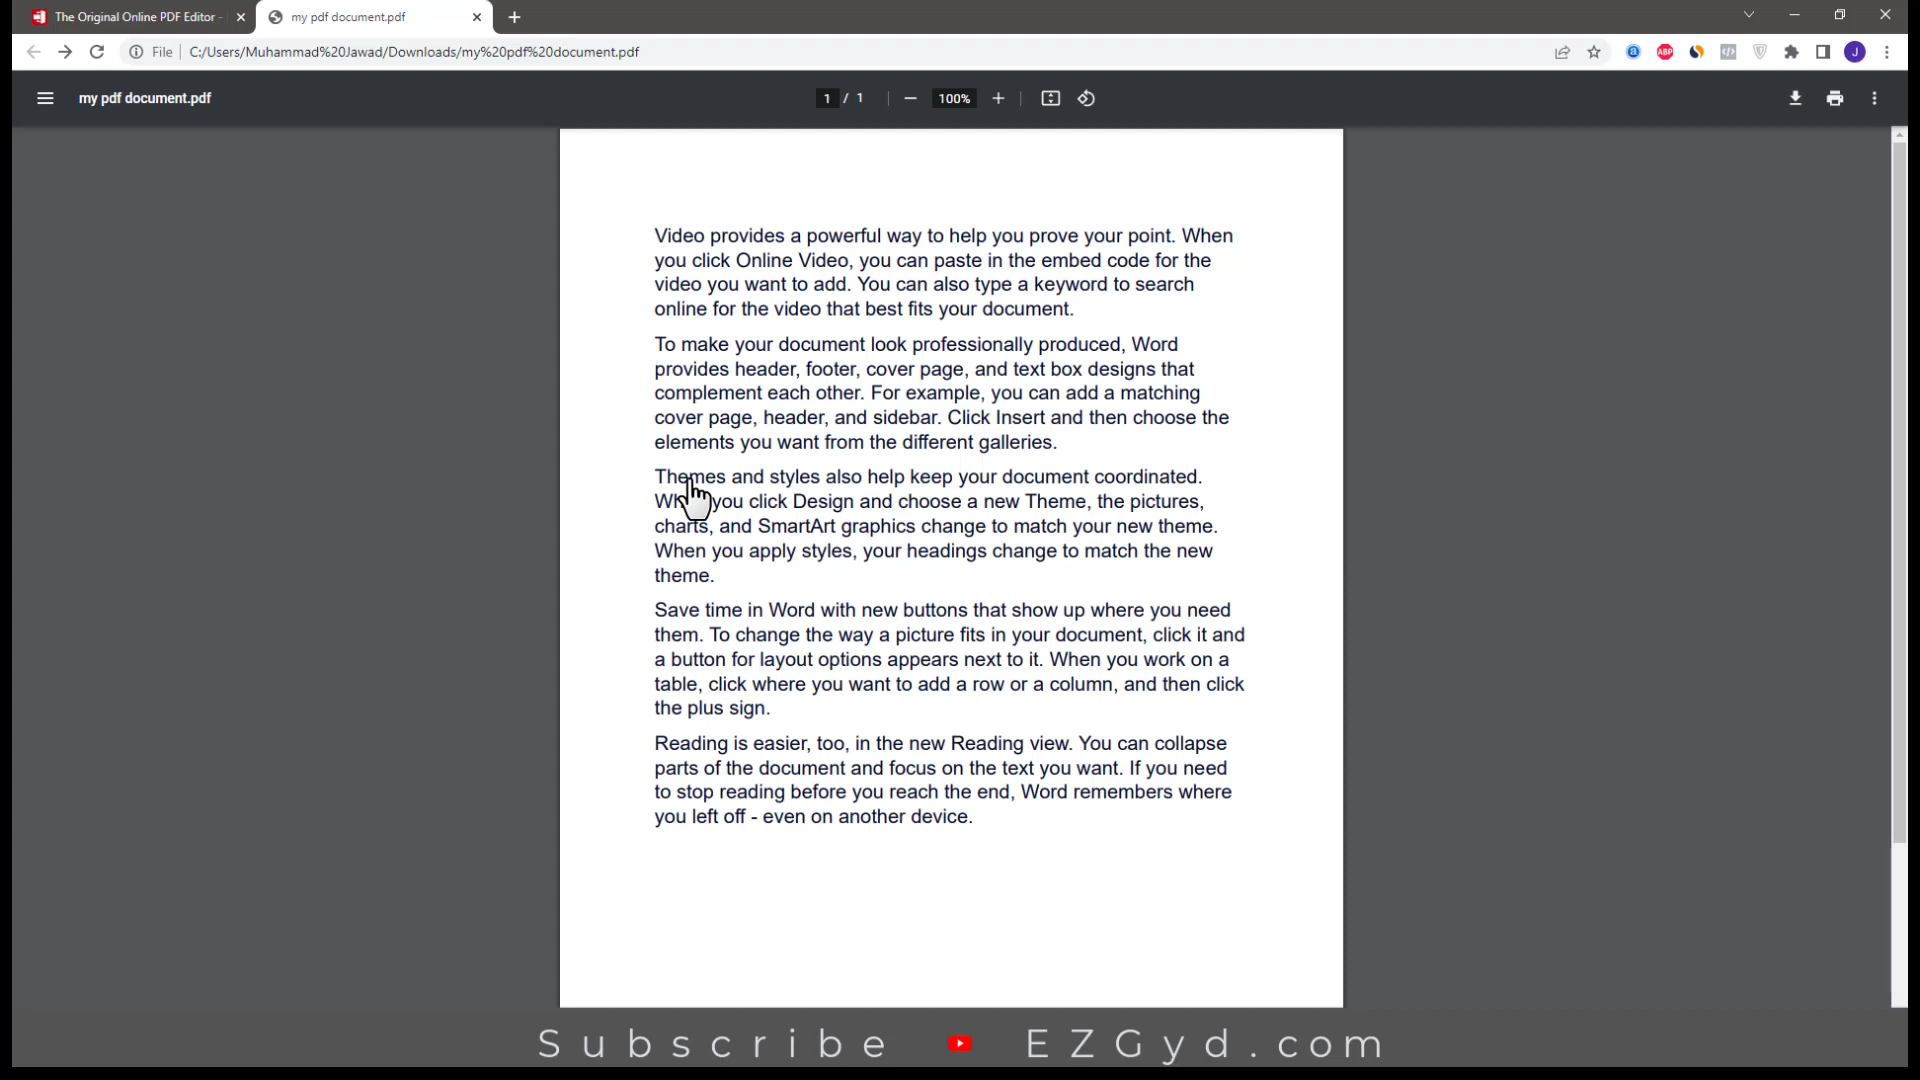 The Original Online PDF Editor -
my pdf document.pdf
File
C:/Users/Muhammad%20Jawad/Downloads/my%20pdf%20document.pdf
a
ABP
J
my pdf document.pdf
1 / 1
100%
Video provides a powerful way to help you prove your point. When
you click Online Video, you can paste in the embed code for the
video you want to add. You can also type a keyword to search
online for the video that best fits your document.
To make your document look professionally produced, Word
provides header, footer, cover page, and text box designs that
complement each other. For example, you can add a matching
cover page, header, and sidebar. Click Insert and then choose the
elements you want from the different galleries.
Themes and styles also help keep your document coordinated.
When you click Design and choose a new Theme, the pictures,
charts, and SmartArt graphics change to match your new theme.
When you apply styles, your headings change to match the new
theme.
Save time in Word with new buttons that show up where you need
them. To change the way a picture fits in your document, click it and
a button for layout options appears next to it. When you work on a
table, click where you want to add a row or a column, and then click
the plus sign.
Reading is easier, too, in the new Reading view. You can collapse
parts of the document and focus on the text you want. If you need
to stop reading before you reach the end, Word remembers where
you left off - even on another device.
Subscribe EZGyd.com